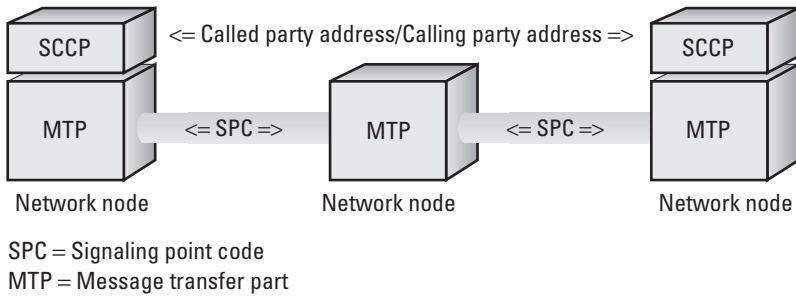 SCCP
<= Called party address/Calling party address =>
SCCP
MTP
<= SPC =>
MTP
<= SPC =>
MTP
Network node
Network node
Network node
SPC = Signaling point code
MTP = Message transfer part